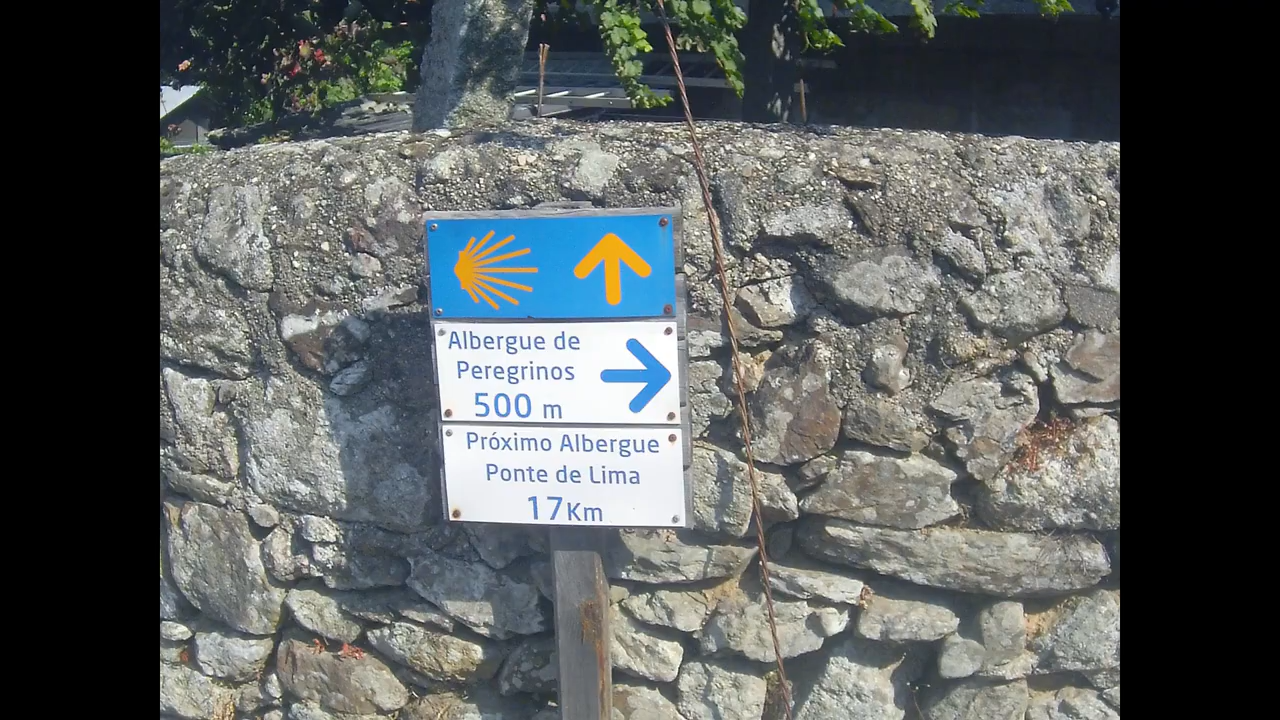 Albergue de
Peregrinos
500 m
Próximo Albergue
Ponte de Lima
17Km